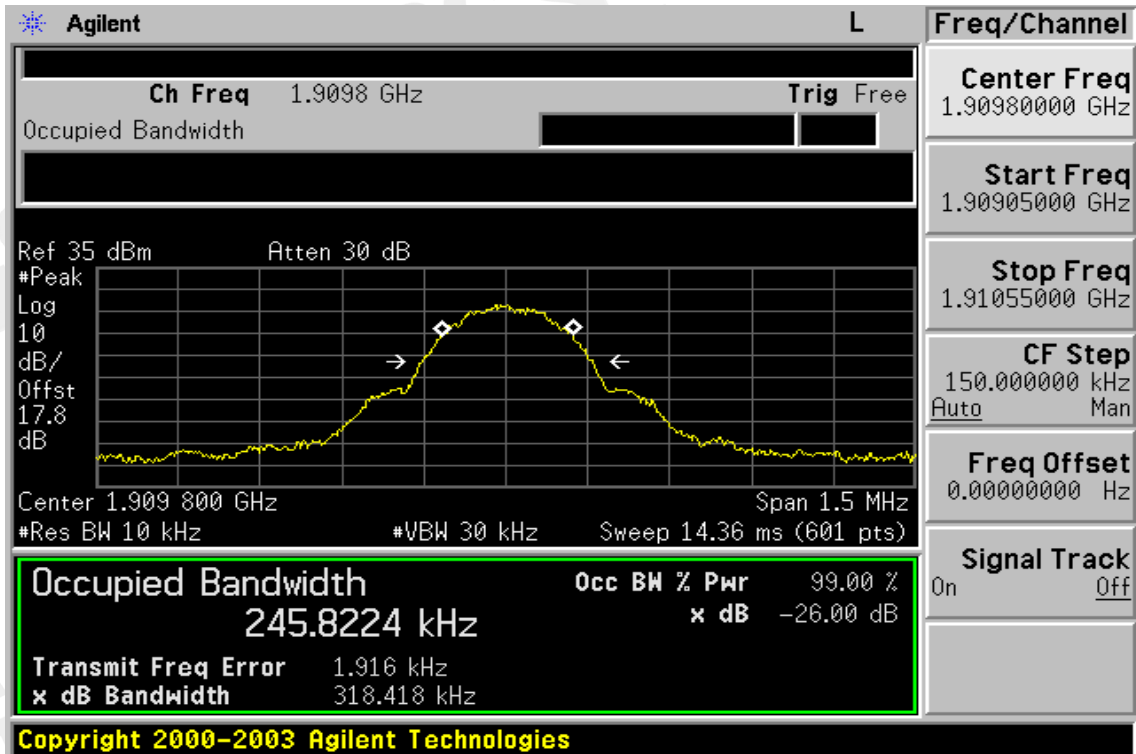 Agilent L Freq/Channel
Ch Freq 1.9098 GHz Trig Free
Occupied Bandwidth
Center Freq
1.90980000 GHz
Start Freq
1.90905000 GHz
Stop Freq
1.91055000 GHz
CF Step
150.000000 kHz
Auto Man
Freq Offset
0.00000000 Hz
Signal Track
On Off
Ref 35 dBm Atten 30 dB
#Peak
Log
10
dB/
Offst
17.8
dB
Center 1.909 800 GHz Span 1.5 MHz
#Res BW 10 kHz #VBW 30 kHz Sweep 14.36 ms (601 pts)
Occupied Bandwidth Occ BW % Pwr 99.00 %
245.8224 kHz x dB -26.00 dB
Transmit Freq Error 1.916 kHz
x dB Bandwidth 318.418 kHz
Copyright 2000-2003 Agilent Technologies